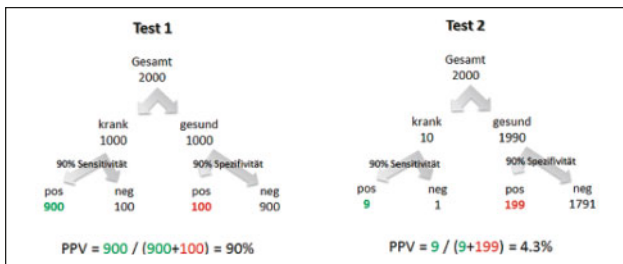 Test 1
Gesamt
2000
krank gesund
1000 1000
90% Sensitivität 90% Spezifivität
pos neg pos neg
900 100 100 900
PPV = 900 / (900+100) = 90%
Test 2
Gesamt
2000
krank gesund
10 1990
90% Sensitivität 90% Spezifivität
pos neg pos neg
9 1 199 1791
PPV = 9 / (9+199) = 4.3%